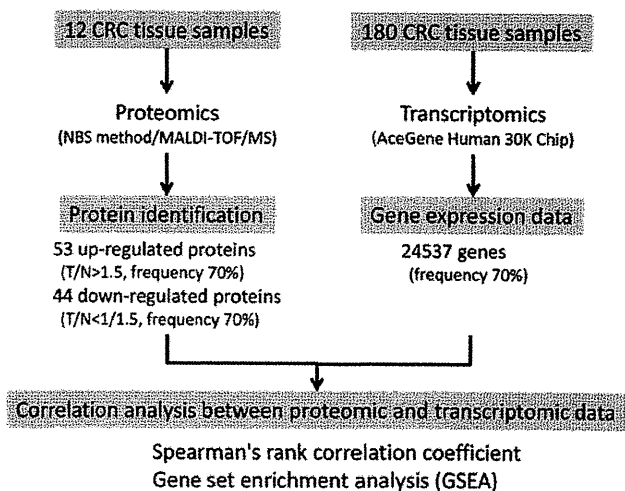 12 CRC tissue samples
Proteomics
(NBS method/MALDI-TOF/MS)
Protein identification
53 up-regulated proteins
(T/N>1.5, frequency 70%)
44 down-regulated proteins
(T/N<1/1.5, frequency 70%)
180 CRC tissue samples
Transcriptomics
(AceGene Human 30K Chip)
Gene expression data
24537 genes
(frequency 70%)
Correlation analysis between proteomic and transcriptomic data
Spearman's rank correlation coefficient
Gene set enrichment analysis (GSEA)